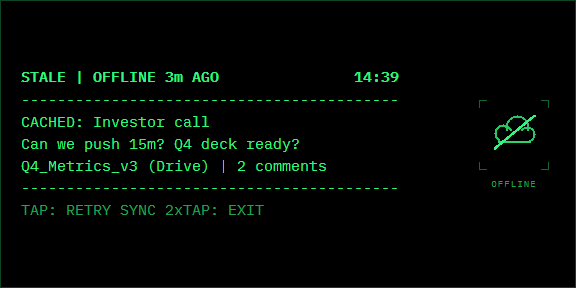 STALE | OFFLINE 3m AGO 14:39
------------------------------------------
CACHED: Investor call
Can we push 15m? Q4 deck ready?
Q4_Metrics_v3 (Drive) | 2 comments
------------------------------------------
TAP: RETRY SYNC 2xTAP: EXIT
OFFLINE